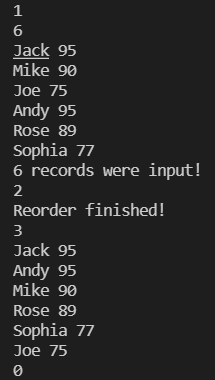 1
6
Jack 95
Mike 90
Joe 75
Andy 95
Rose 89
Sophia 77
6 records were input!
2
Reorder finished!
3
Jack 95
Andy 95
Mike 90
Rose 89
Sophia 77
Joe 75
0